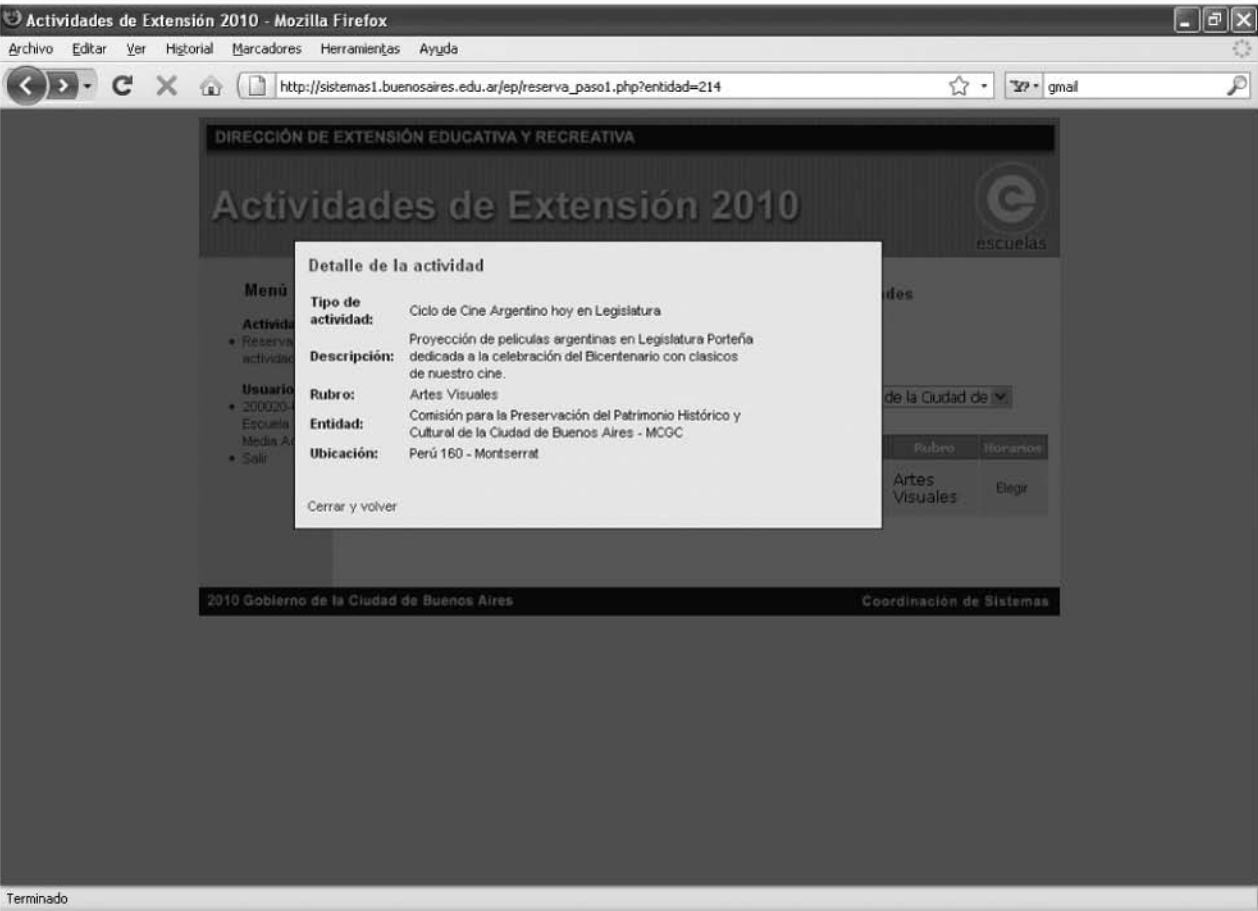 Actividades de Extensión 2010 - Mozilla Firefox
Archivo Editar Ver Historial Marcadores Herramientas Ayuda
http://sistemas1.buenosaires.edu.ar/ep/reserva_paso1.php?entidad=214
gmail
DIRECCIÓN DE EXTENSIÓN EDUCATIVA Y RECREATIVA
Actividades de Extensión 2010
escuelas
Menú
Usuario
200020-
Escuela
Media
Salir
Detalle de la actividad
Tipo de
actividad:
Ciclo de Cine Argentino hoy en Legislatura
Descripción:
Proyección de peliculas argentinas en Legislatura Porteña
dedicada a la celebración del Bicentenario con clasicos
de nuestro cine.
Rubro: Artes Visuales
Entidad:
Comisión para la Preservación del Patrimonio Histórico y
Cultural de la Ciudad de Buenos Aires - MCGC
Ubicación: Perú 160 - Montserrat
Cerrar y volver
de la Ciudad de
Rubro Horarios
Artes
Visuales
Elegir
2010 Gobierno de la Ciudad de Buenos Aires Coordinación de Sistemas
Terminado